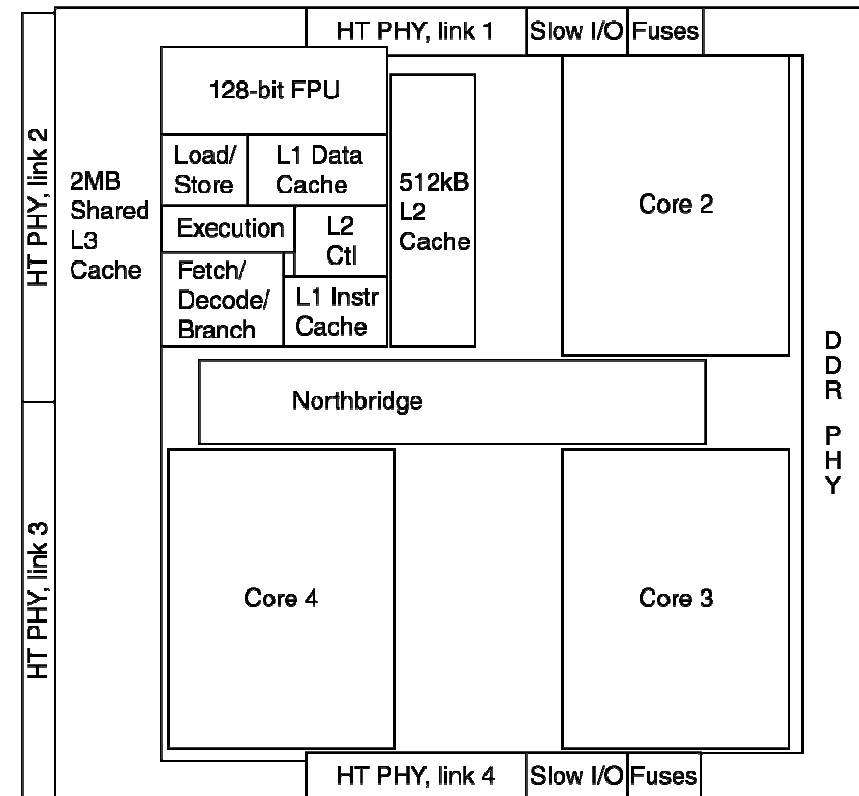 HT PHY, link 1
Slow I/O
Fuses
HT PHY, link 2
2MB
Shared
L3
Cache
128-bit FPU
Load/
Store
L1 Data
Cache
Execution
L2
Ctl
Fetch/
Decode/
Branch
L1 Instr
Cache
512kB
L2
Cache
Core 2
Northbridge
DDR PHY
HT PHY, link 3
Core 4
Core 3
HT PHY, link 4
Slow I/O
Fuses